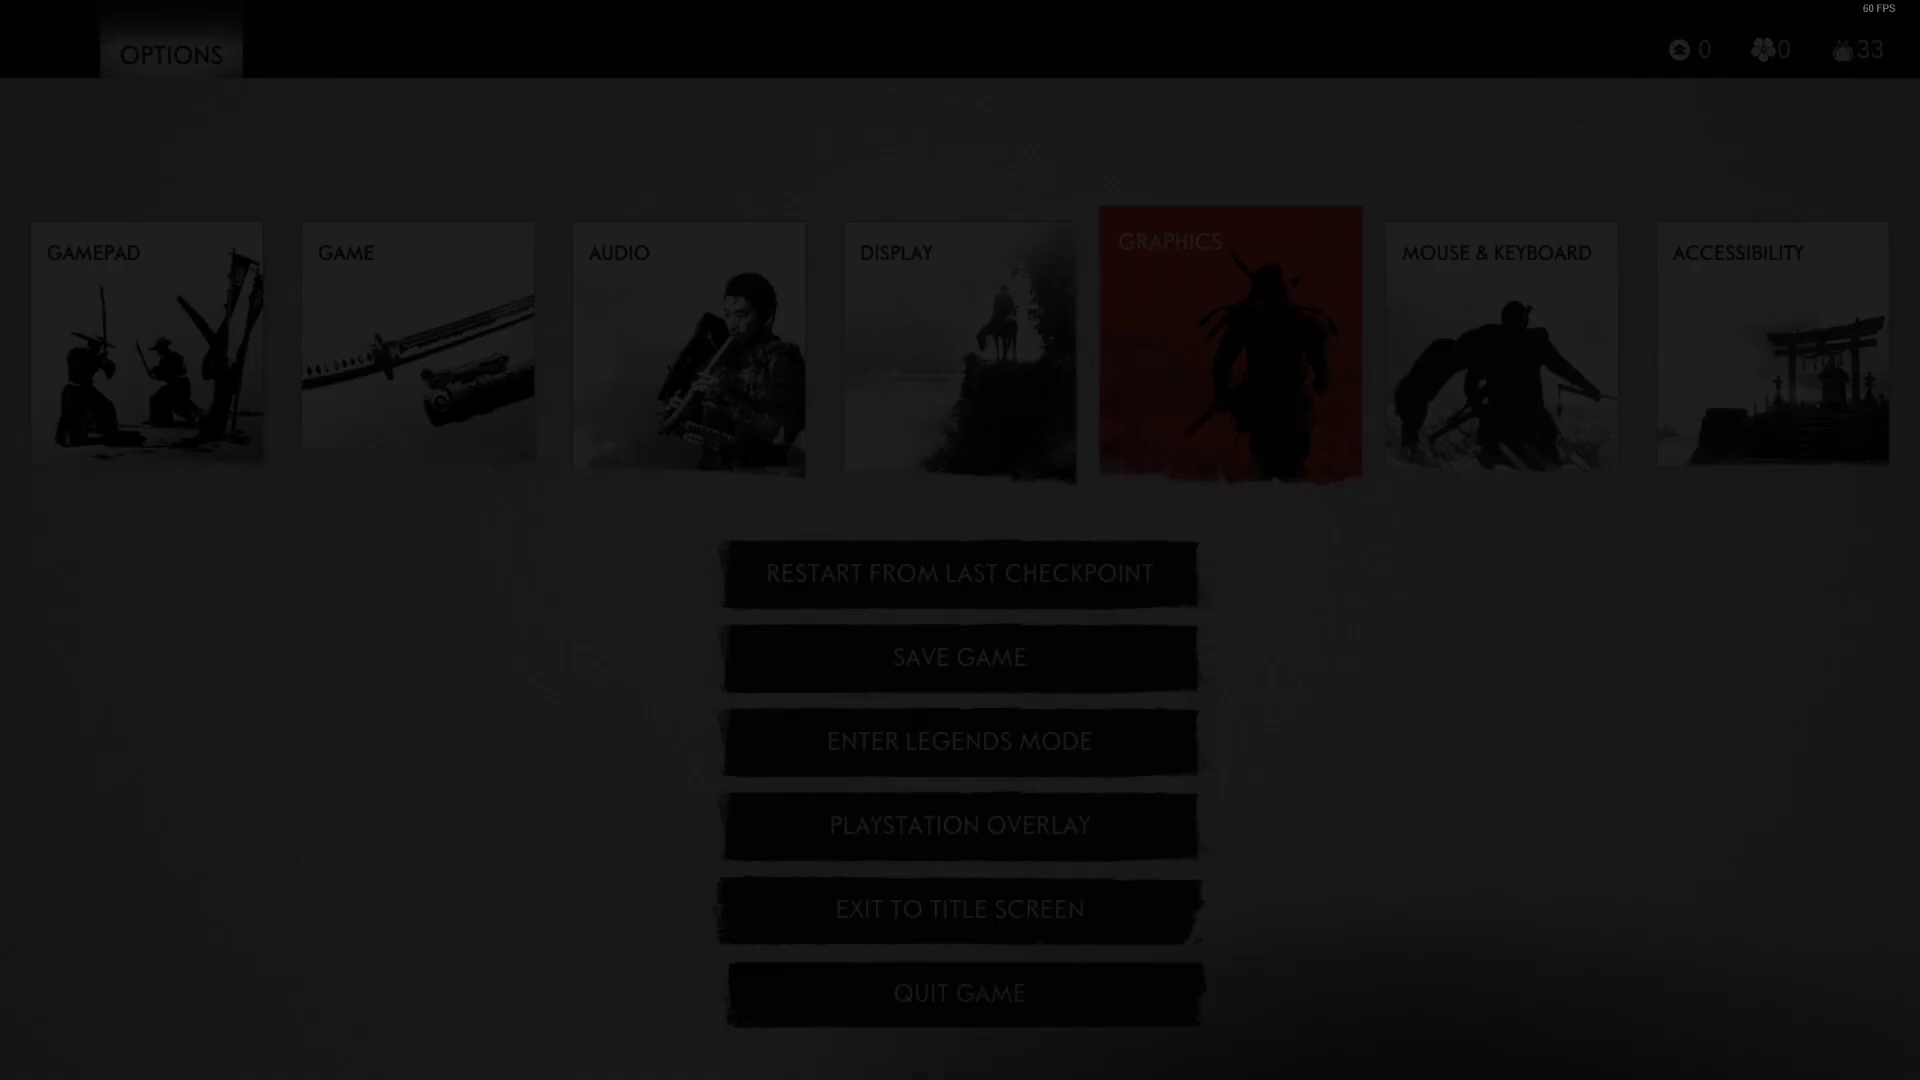 60 FPS
OPTIONS
0 0 33
GAMEPAD
GAME
AUDIO
DISPLAY
GRAPHICS
MOUSE & KEYBOARD
ACCESSIBILITY
RESTART FROM LAST CHECKPOINT
SAVE GAME
ENTER LEGENDS MODE
PLAYSTATION OVERLAY
EXIT TO TITLE SCREEN
QUIT GAME